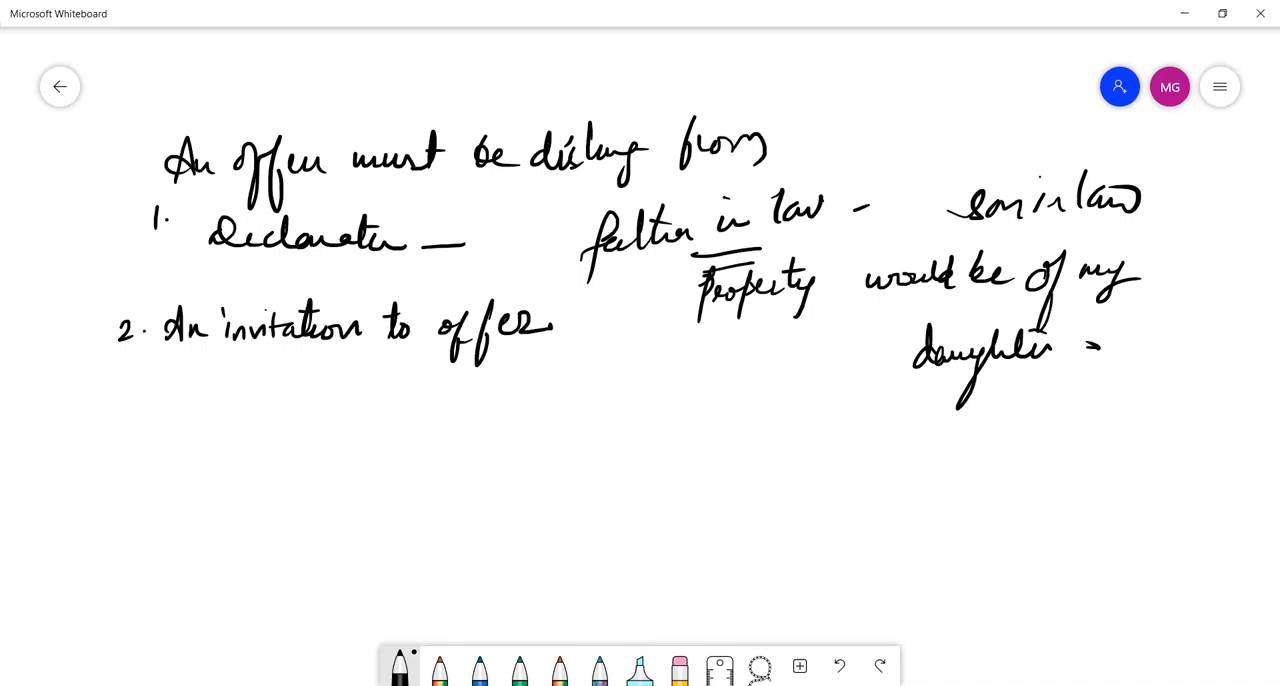 Microsoft Whiteboard
MG
An offer must be from
1. Declaration — father in law - son in law
Property would be of my
daughter
2. An invitation to offer